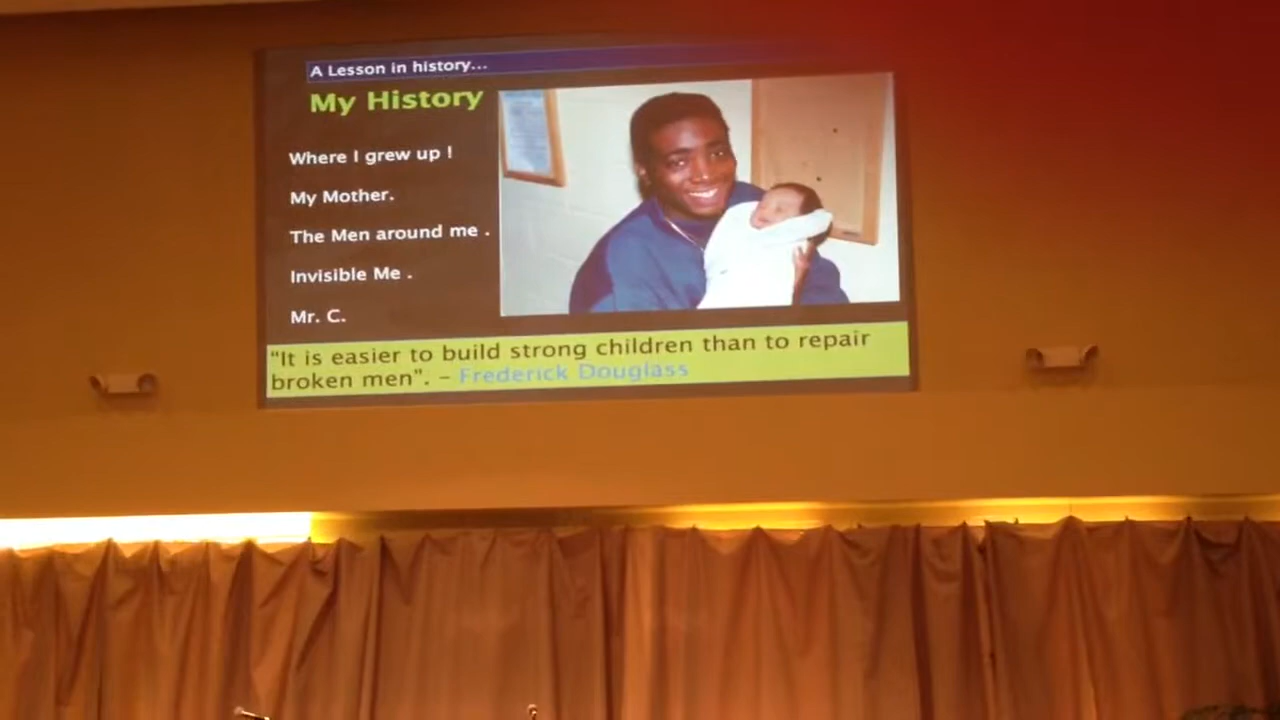 A Lesson in history...
My History
Where I grew up !
My Mother.
The Men around me .
Invisible Me .
Mr. C.
"It is easier to build strong children than to repair
broken men". – Frederick Douglass